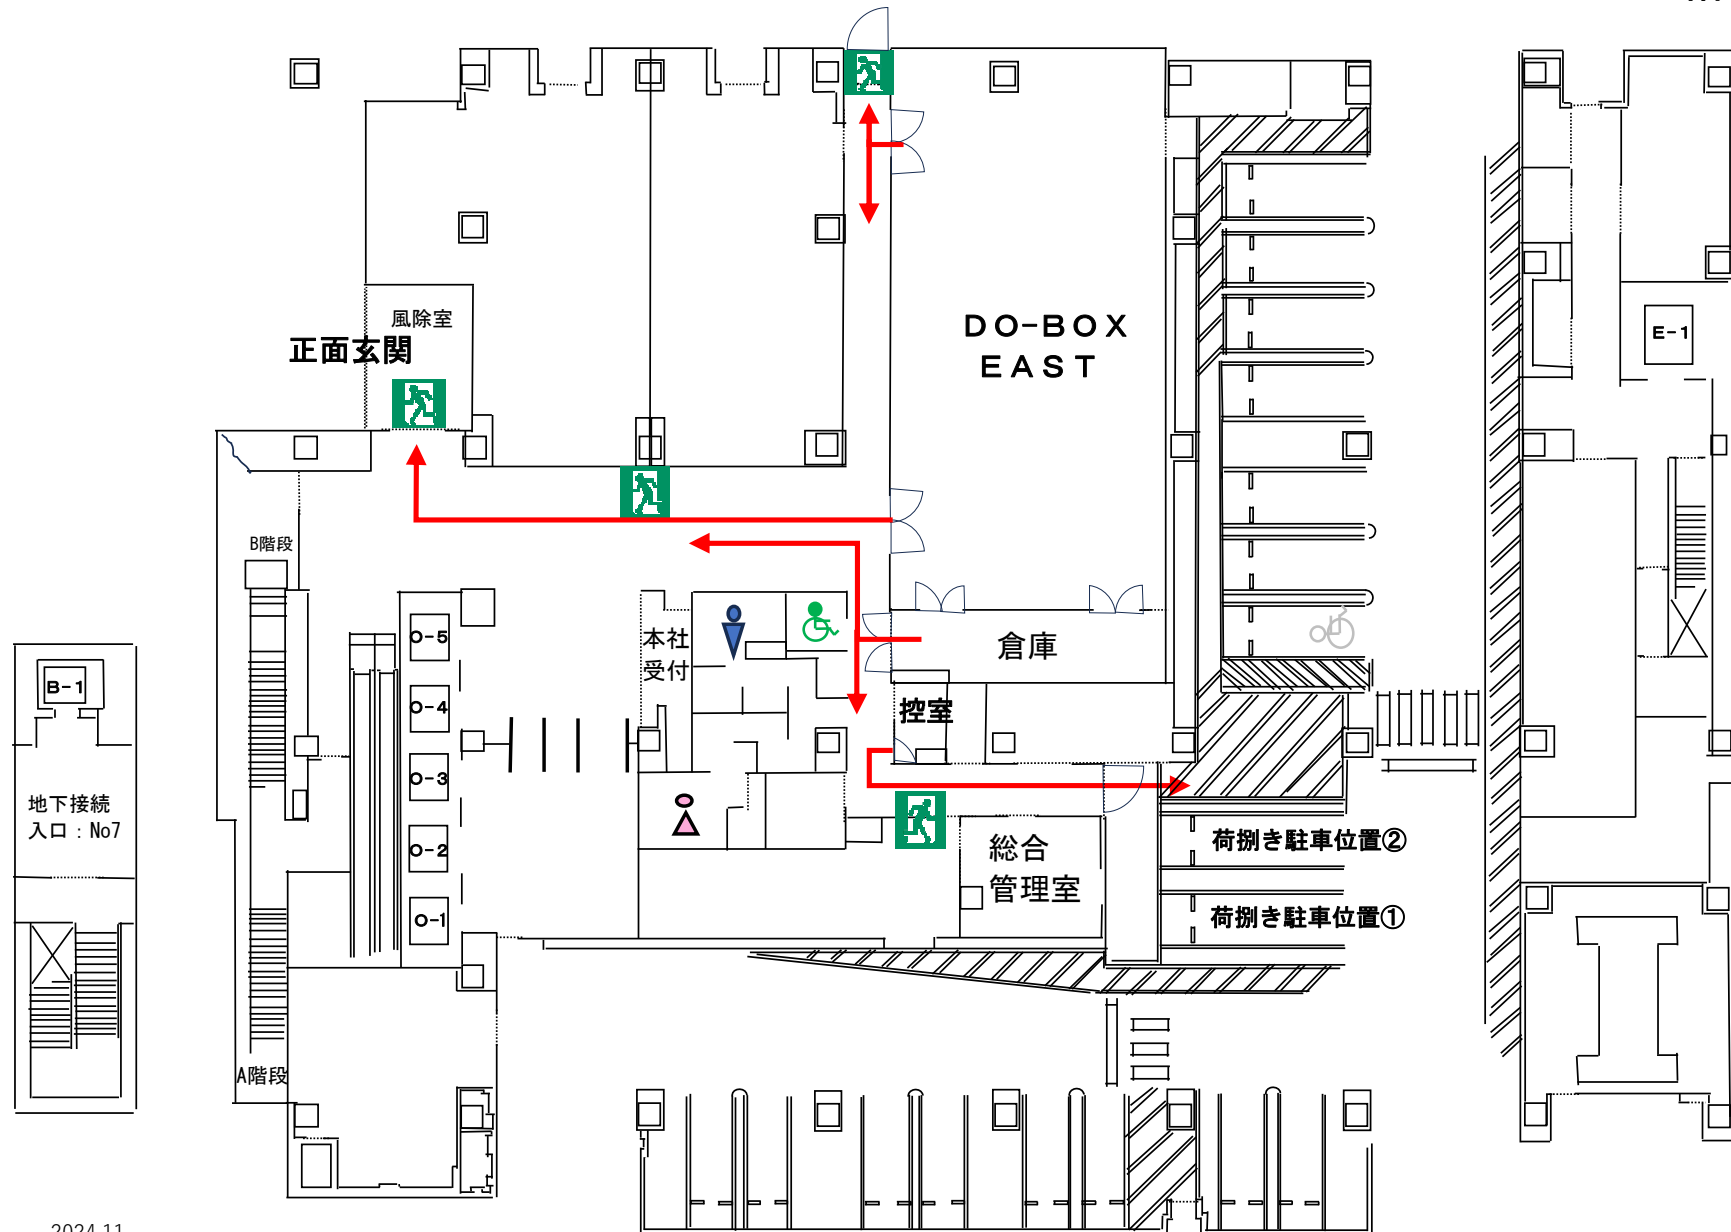 風除室
正面玄関
DO-BOX
EAST
E-1
B階段
O-5
本社
受付
倉庫
B-1
O-4
控室
O-3
地下接続
入口：No7
O-2
総合
管理室
荷捌き駐車位置②
O-1
荷捌き駐車位置①
A階段
2024.11